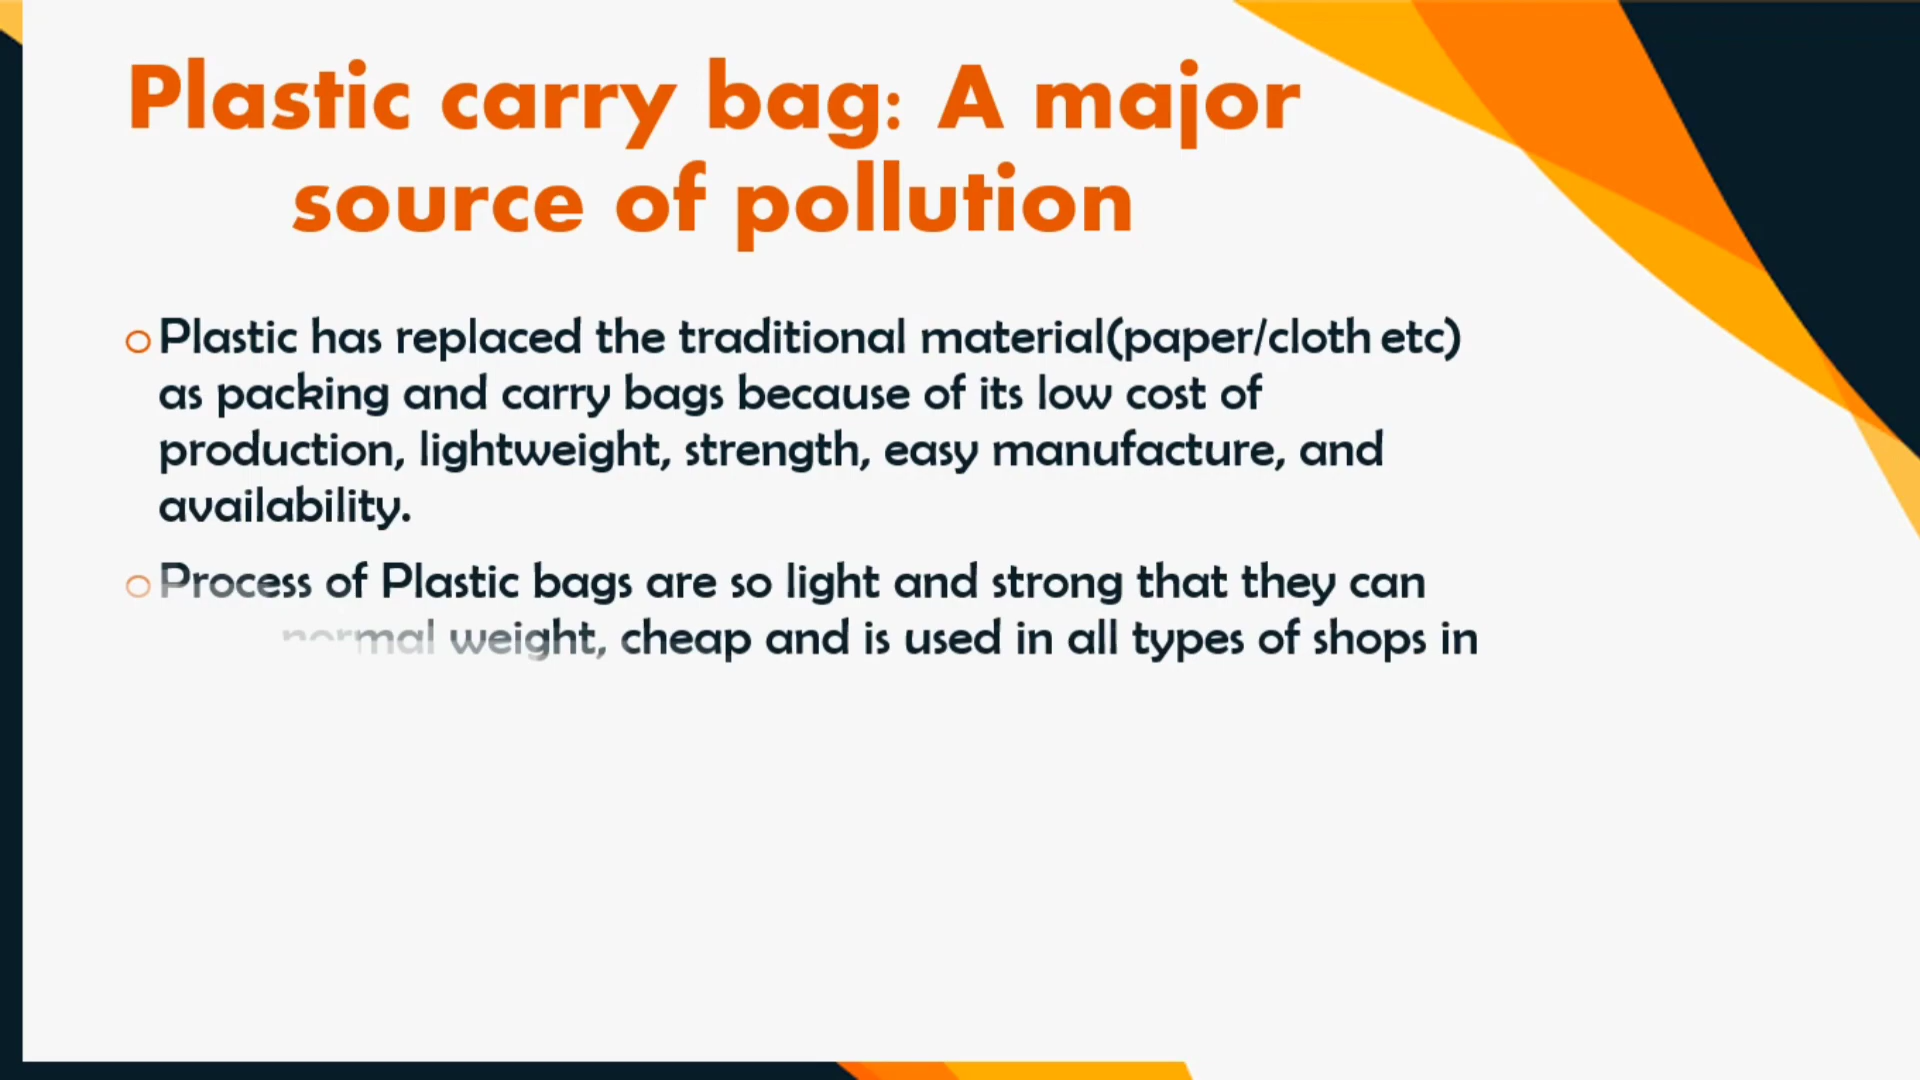 Plastic carry bag: A major
source of pollution
Plastic has replaced the traditional material(paper/cloth etc)
as packing and carry bags because of its low cost of
production, lightweight, strength, easy manufacture, and
availability.
Process of Plastic bags are so light and strong that they can
normal weight, cheap and is used in all types of shops in